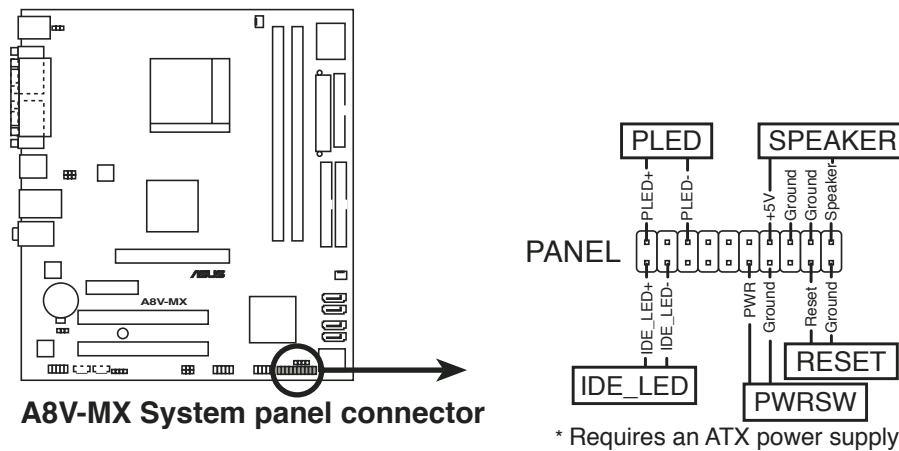 PLED
SPEAKER
PLED+
PLED-
+5V
Ground
Ground
Speaker
PANEL
IDE_LED+
IDE_LED-
PWR
Ground
Reset
Ground
RESET
IDE_LED
PWRSW
* Requires an ATX power supply
/SUS
A8V-MX
A8V-MX System panel connector